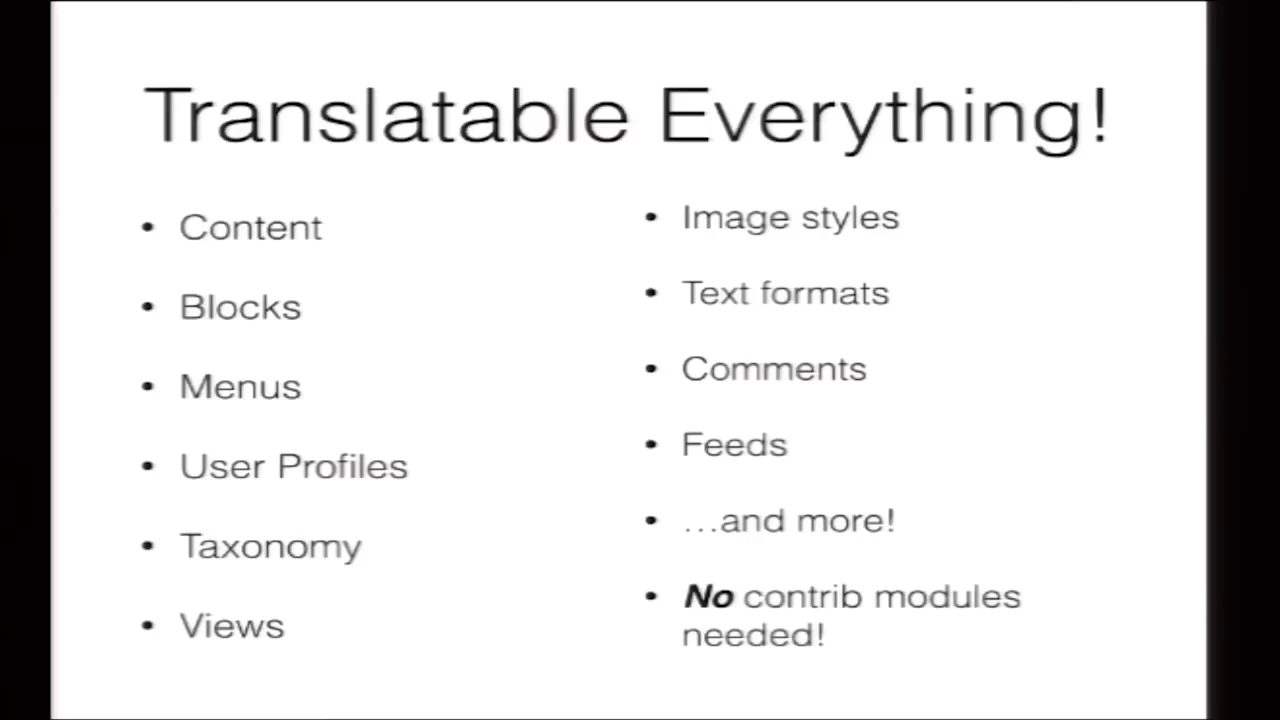 Translatable Everything!
• Content
• Blocks
• Menus
• User Profiles
• Taxonomy
• Views
• Image styles
• Text formats
• Comments
• Feeds
• …and more!
• No contrib modules
needed!